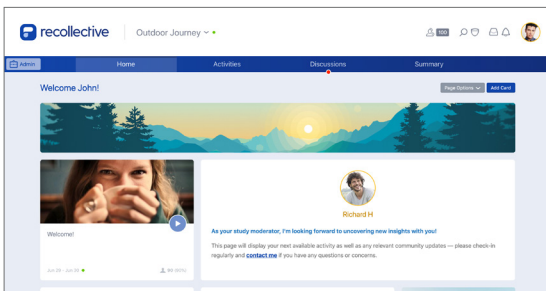 recollective
Outdoor Journey
100
Admin
Home
Activities
Discussions
Summary
Welcome John!
Page Options
Add Card
Welcome!
Richard H
As your study moderator, I'm looking forward to uncovering new insights with you!
This page will display your next available activity as well as any relevant community updates — please check-in
regularly and contact me if you have any questions or concerns.